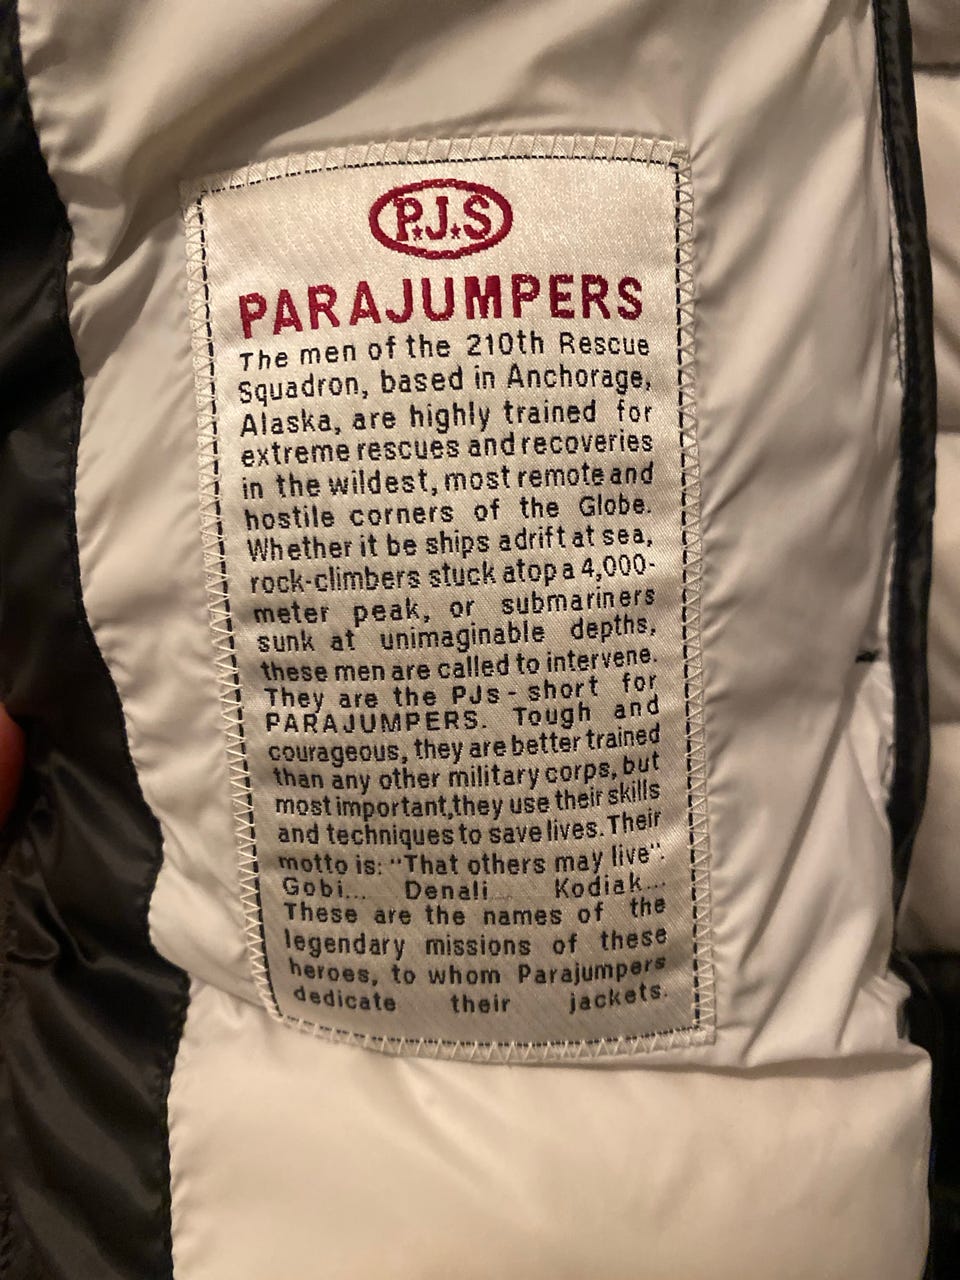 P.J.S
PARAJUMPERS
The men of the 210th Rescue
Squadron, based in Anchorage,
Alaska, are highly trained for
extreme rescues and recoveries
in the wildest, most remote and
hostile corners of the Globe.
Whether it be ships adrift at sea,
rock-climbers stuck atop a 4,000-
meter peak, or submariners
sunk at unimaginable depths,
these men are called to intervene.
They are the PJs - short for
PARAJUMPERS. Tough and
courageous, they are better trained
than any other military corps, but
most important,they use their skills
and techniques to save lives. Their
motto is: "That others may live".
Gobi... Denali... Kodiak...
These are the names of the
legendary missions of these
heroes, to whom Parajumpers
dedicate their jackets.